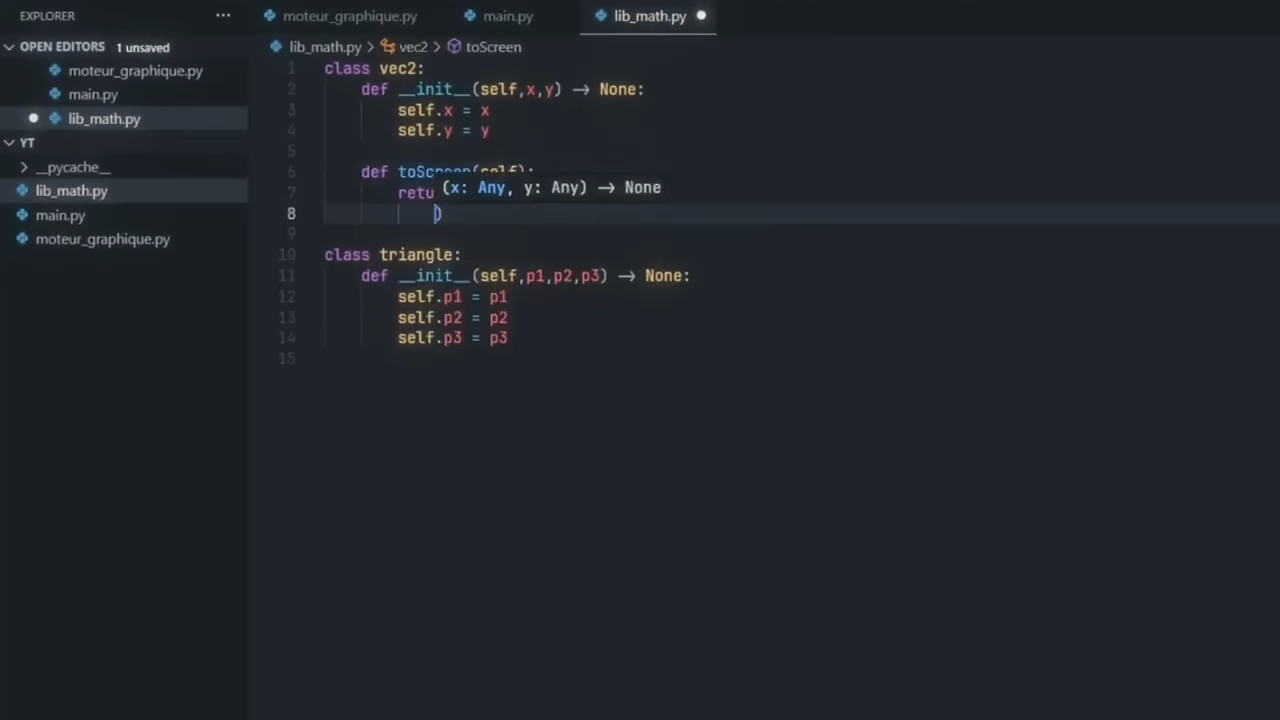 EXPLORER ...
OPEN EDITORS 1 unsaved
moteur_graphique.py
main.py
lib_math.py
YT
__pycache__
lib_math.py
main.py
moteur_graphique.py
moteur_graphique.py main.py lib_math.py
lib_math.py > vec2 > toScreen
1 class vec2:
2 def __init__(self,x,y) -> None:
3 self.x = x
4 self.y = y
5
6 def toScreen(self):
7 retu
(x: Any, y: Any) -> None
8 )
9
10 class triangle:
11 def __init__(self,p1,p2,p3) -> None:
12 self.p1 = p1
13 self.p2 = p2
14 self.p3 = p3
15